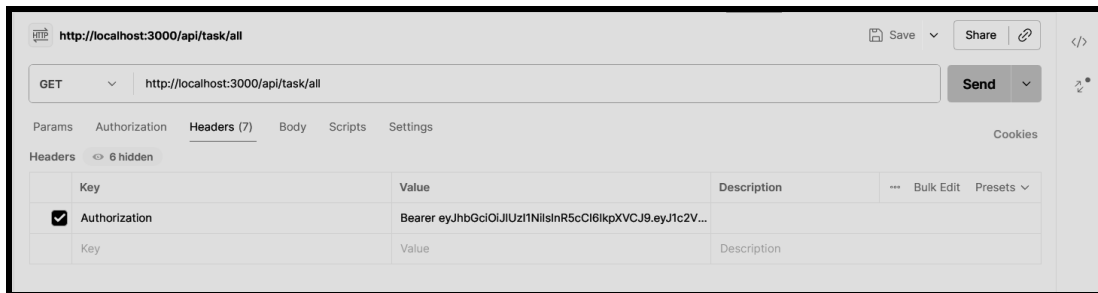 HTTP http://localhost:3000/api/task/all Save Share
GET http://localhost:3000/api/task/all Send
Params Authorization Headers (7) Body Scripts Settings Cookies
Headers 6 hidden
Key Value Description ••• Bulk Edit Presets
Authorization Bearer eyJhbGciOiJIUzI1NiIsInR5cCI6IkpXVCJ9.eyJ1c2V...
Key Value Description